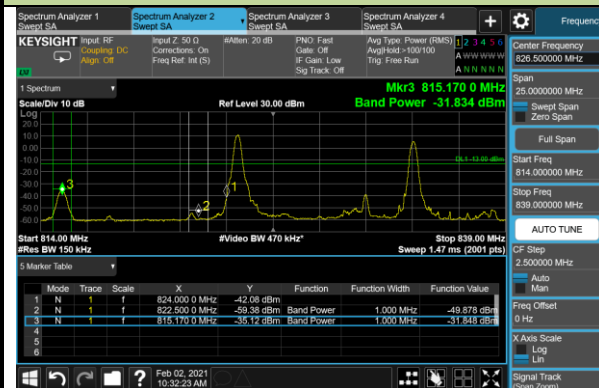 Spectrum Analyzer 1
Swept SA
Spectrum Analyzer 2
Swept SA
Spectrum Analyzer 3
Swept SA
Spectrum Analyzer 4
Swept SA
+
Frequenc
KEYSIGHT
Input: RF
Coupling: DC
Align: Off
Input Z: 50 Ω
Corrections: On
Freq Ref: Int (S)
#Atten: 20 dB
PNO: Fast
Gate: Off
IF Gain: Low
Sig Track: Off
Avg Type: Power (RMS)
Avg|Hold:>100/100
Trig: Free Run
1 2 3 4 5 6
A W W W W W
A N N N N N
1 Spectrum
Scale/Div 10 dB
Ref Level 30.00 dBm
Mkr3 815.170 0 MHz
Band Power -31.834 dBm
Log
20.0
10.0
0.00
-10.0
-20.0
-30.0
-40.0
-50.0
-60.0
DL1 -13.00 dBm
3
2
1
Start 814.00 MHz
#Res BW 150 kHz
#Video BW 470 kHz*
Stop 839.00 MHz
Sweep 1.47 ms (2001 pts)
5 Marker Table
Mode Trace Scale X Y Function Function Width Function Value
1 N 1 f 824.000 0 MHz -42.08 dBm
2 N 1 f 822.500 0 MHz -59.38 dBm Band Power 1.000 MHz -49.878 dBm
3 N 1 f 815.170 0 MHz -35.12 dBm Band Power 1.000 MHz -31.848 dBm
4
5
6
Feb 02, 2021
10:32:23 AM
Center Frequency
826.500000 MHz
Span
25.0000000 MHz
Swept Span
Zero Span
Full Span
Start Freq
814.000000 MHz
Stop Freq
839.000000 MHz
AUTO TUNE
CF Step
2.500000 MHz
Auto
Man
Freq Offset
0 Hz
X Axis Scale
Log
Lin
Signal Track
(Span Zoom)